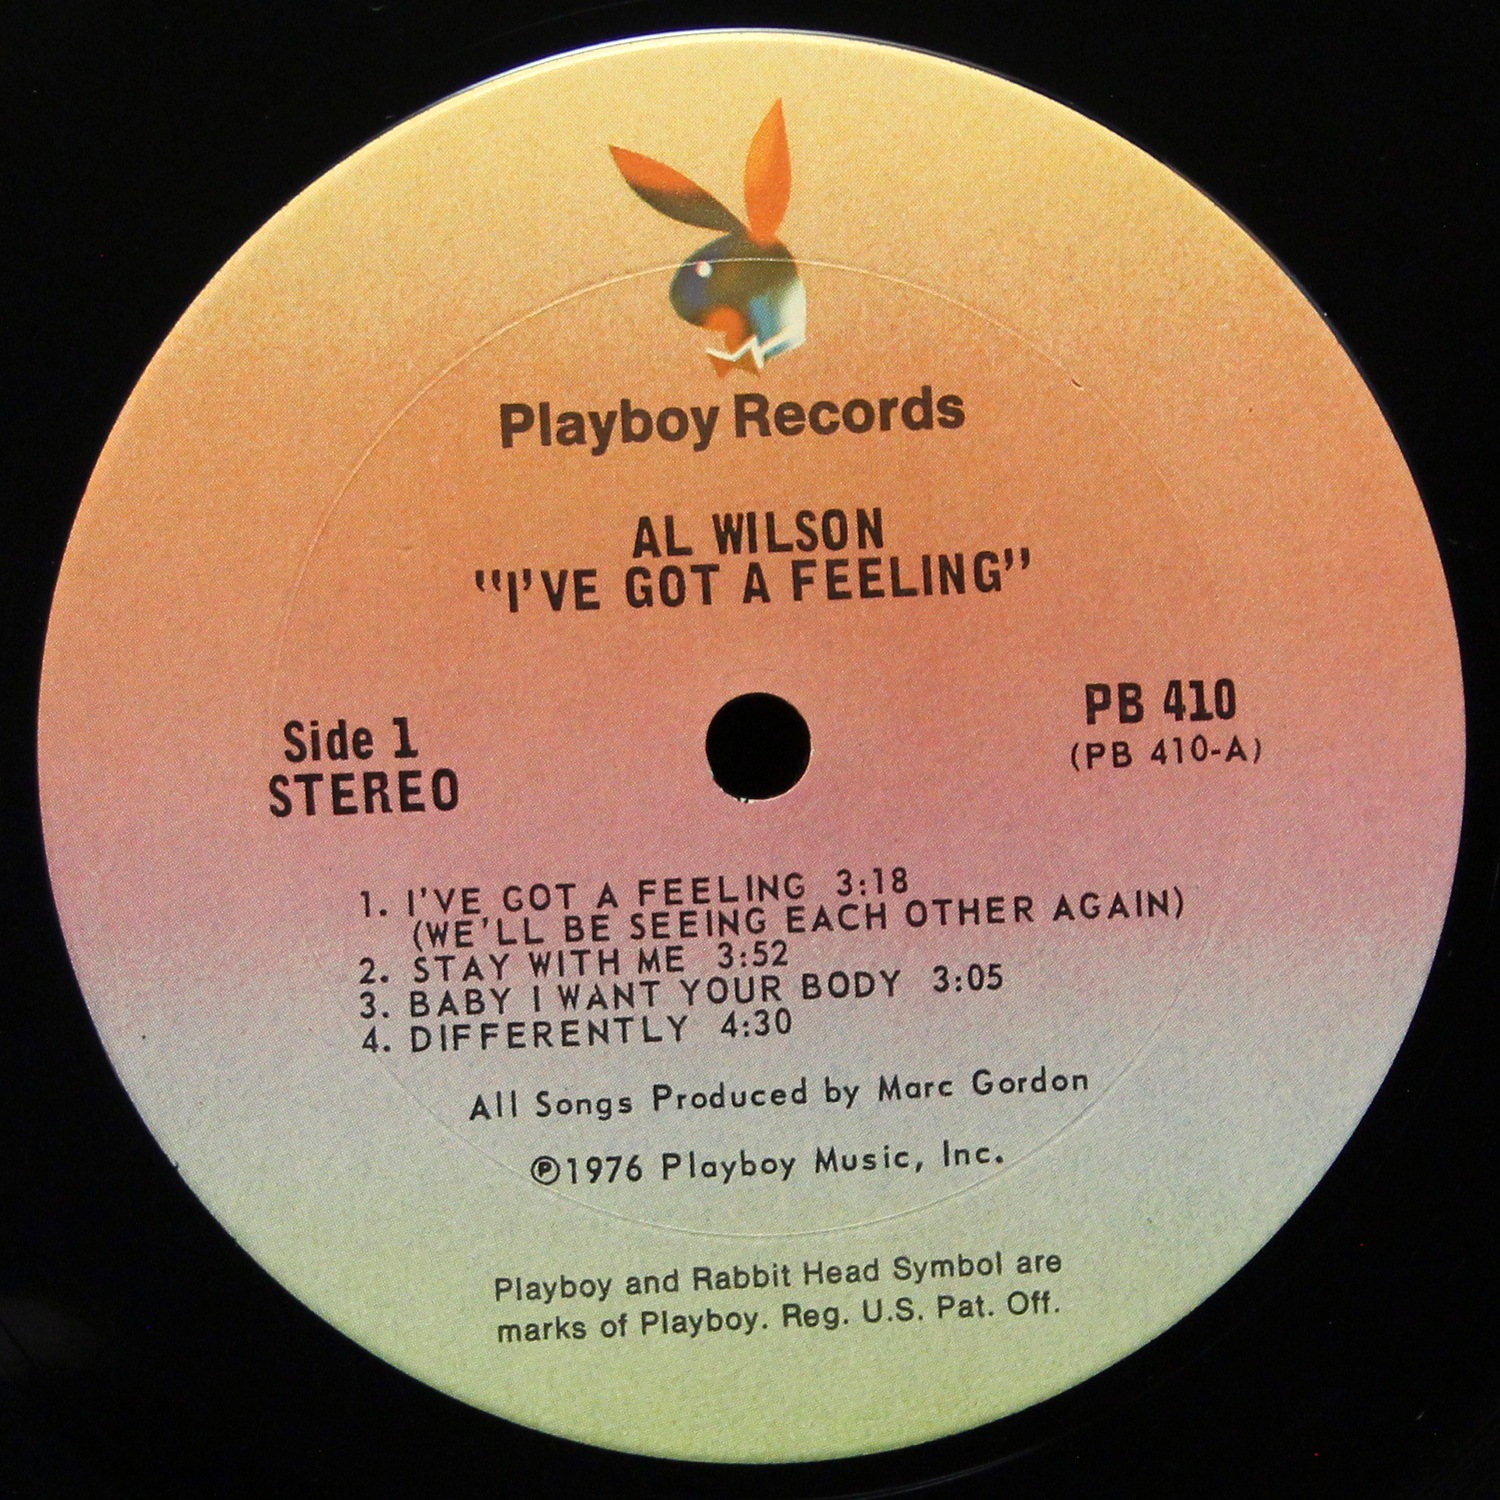 Playboy Records
AL WILSON
"I'VE GOT A FEELING"
Side 1
STEREO
PB 410
(PB 410-A)
1. I'VE GOT A FEELING 3:18
(WE'LL BE SEEING EACH OTHER AGAIN)
2. STAY WITH ME 3:52
3. BABY I WANT YOUR BODY 3:05
4. DIFFERENTLY 4:30
All Songs Produced by Marc Gordon
℗1976 Playboy Music, Inc.
Playboy and Rabbit Head Symbol are
marks of Playboy. Reg. U.S. Pat. Off.